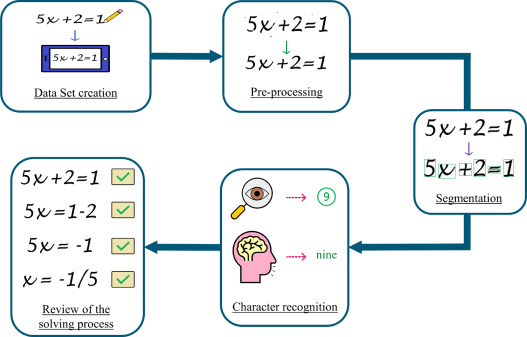 5x+2=1
5x+2=1
Data Set creation
5x+2=1
5x+2=1
Pre-processing
5x+2=1
5x+2=1
Segmentation
9
nine
Character recognition
5x+2=1
5x=1-2
5x = -1
x = -1/5
Review of the
solving process